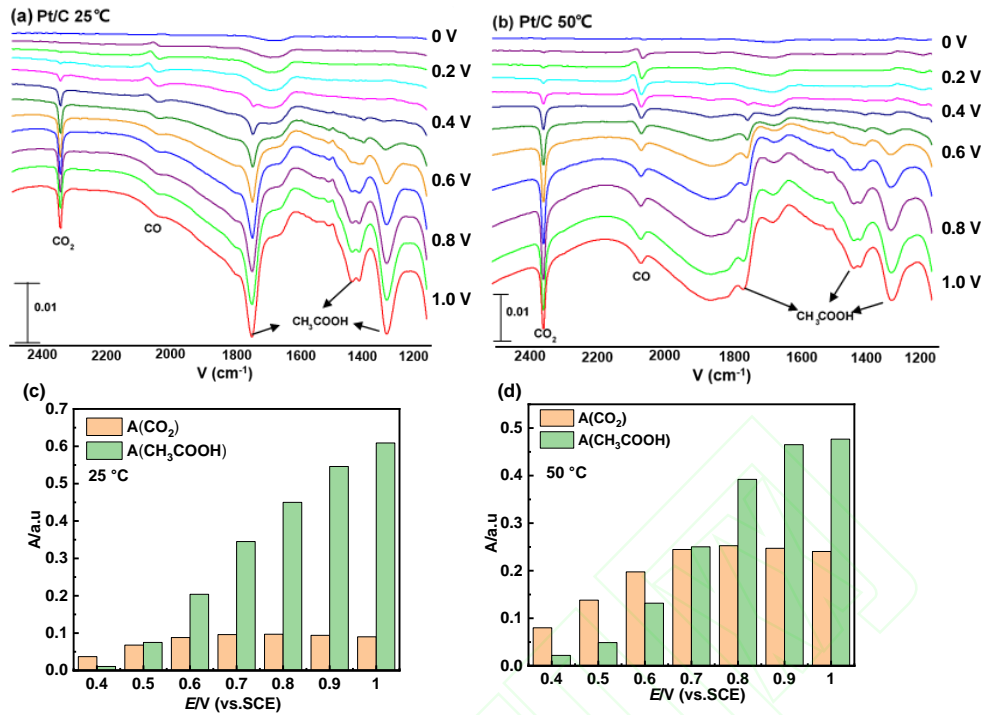 (a) Pt/C 25℃
0 V
0.2 V
0.4 V
0.6 V
0.8 V
1.0 V
CO₂
CO
CH₃COOH
0.01
2400 2200 2000 1800 1600 1400 1200
V (cm⁻¹)
(b) Pt/C 50℃
0 V
0.2 V
0.4 V
0.6 V
0.8 V
1.0 V
CO
CH₃COOH
0.01
CO₂
2400 2200 2000 1800 1600 1400 1200
V (cm⁻¹)
(c)
0.7
0.6
0.5
0.4
0.3
0.2
0.1
0.0
A/a.u
A(CO₂)
A(CH₃COOH)
25 °C
0.4 0.5 0.6 0.7 0.8 0.9 1
E/V (vs.SCE)
(d)
0.5
0.4
0.3
0.2
0.1
0.0
A/a.u
A(CO₂)
A(CH₃COOH)
50 °C
0.4 0.5 0.6 0.7 0.8 0.9 1
E/V (vs.SCE)